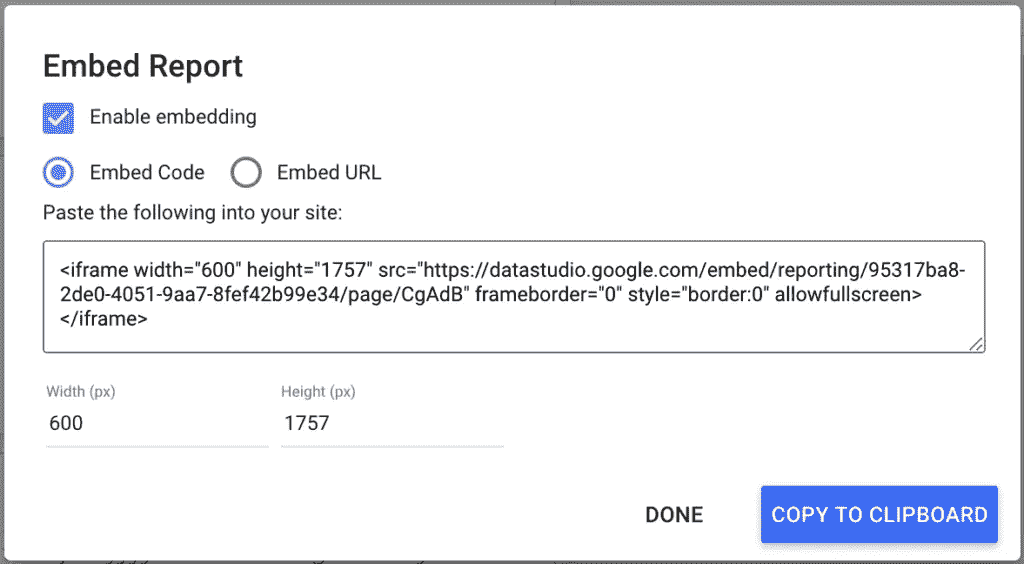 Embed Report
Enable embedding
Embed Code Embed URL
Paste the following into your site:
<iframe width="600" height="1757" src="https://datastudio.google.com/embed/reporting/95317ba8-
2de0-4051-9aa7-8fef42b99e34/page/CgAdB" frameborder="0" style="border:0" allowfullscreen>
</iframe>
Width (px) Height (px)
600 1757
DONE COPY TO CLIPBOARD